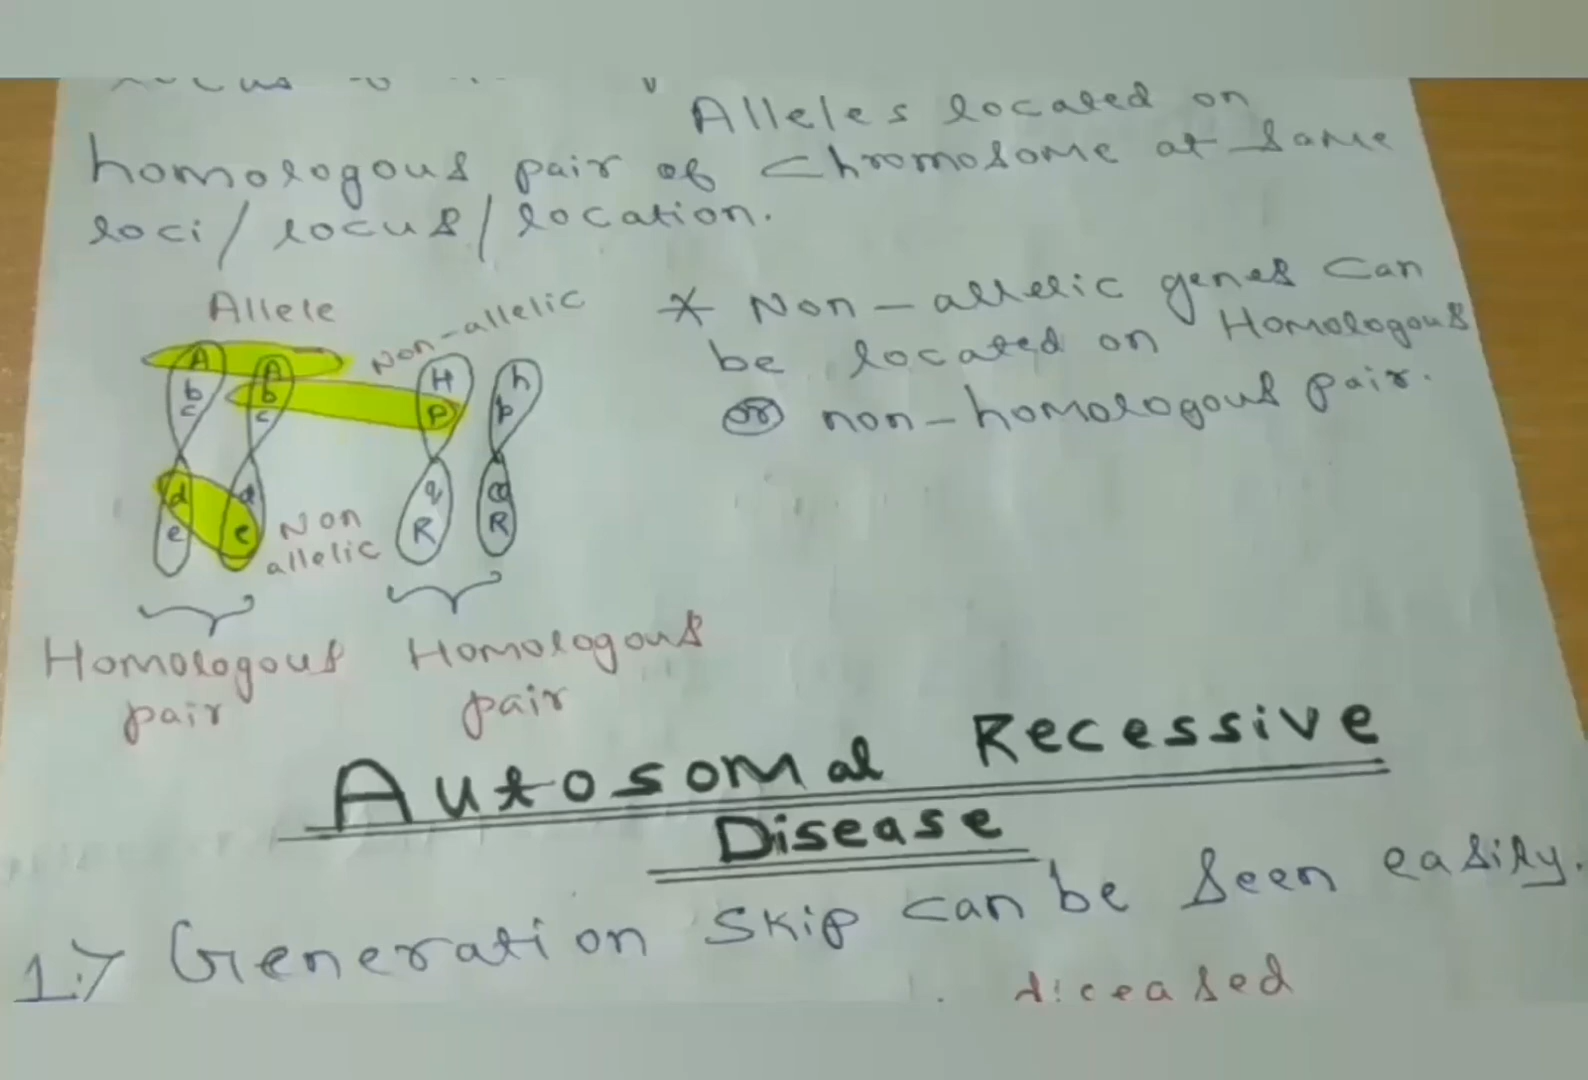 Alleles located on
homologous pair of chromosome at same
loci/locus/location.
Allele
Non-allelic
* Non-allelic genes can
be located on Homologous
or non-homologous pair.
A A H h
b b P p
c c
d d q Q
e e R R
Non
allelic
Homologous Homologous
pair pair
Autosomal Recessive
Disease
1.> Generation skip can be seen easily.
diceased